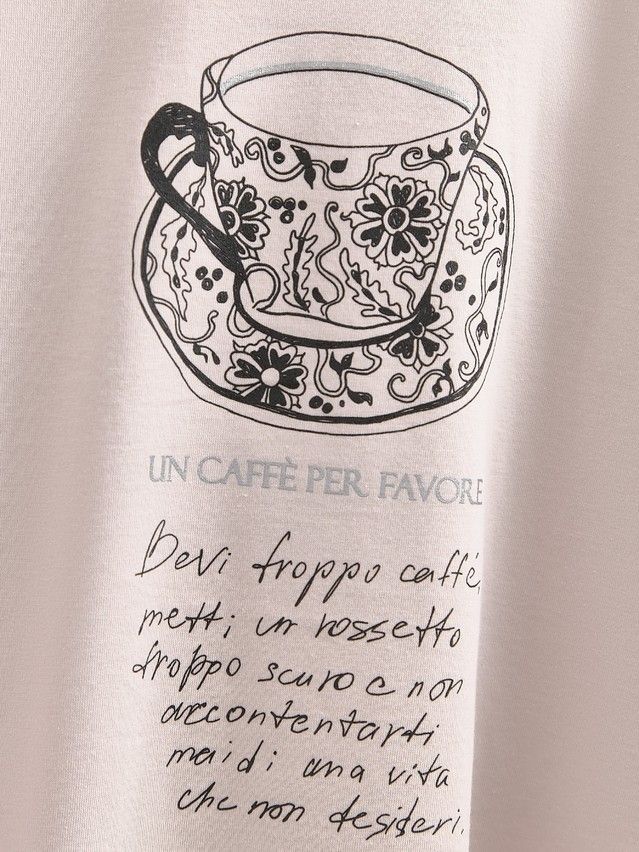 UN CAFFÈ PER FAVORE
Bevi troppo caffé,
metti un rossetto
troppo scuro e non
accontentarti
mai di una vita
che non desideri.